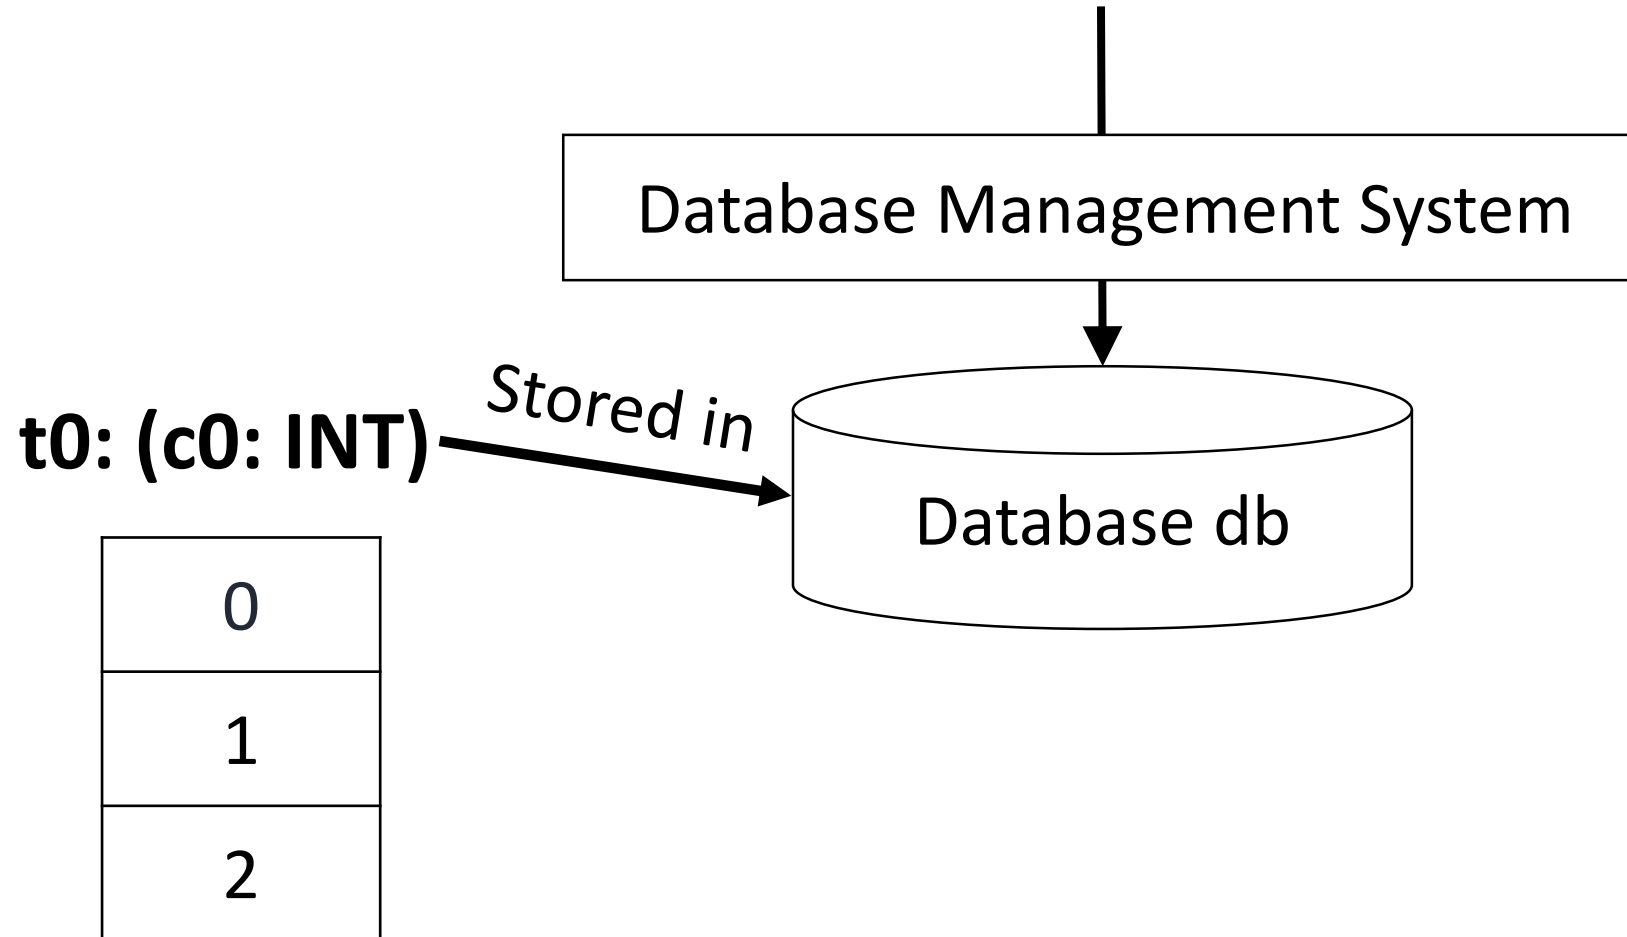 Database Management System
Stored in
t0: (c0: INT)
Database db
0
1
2